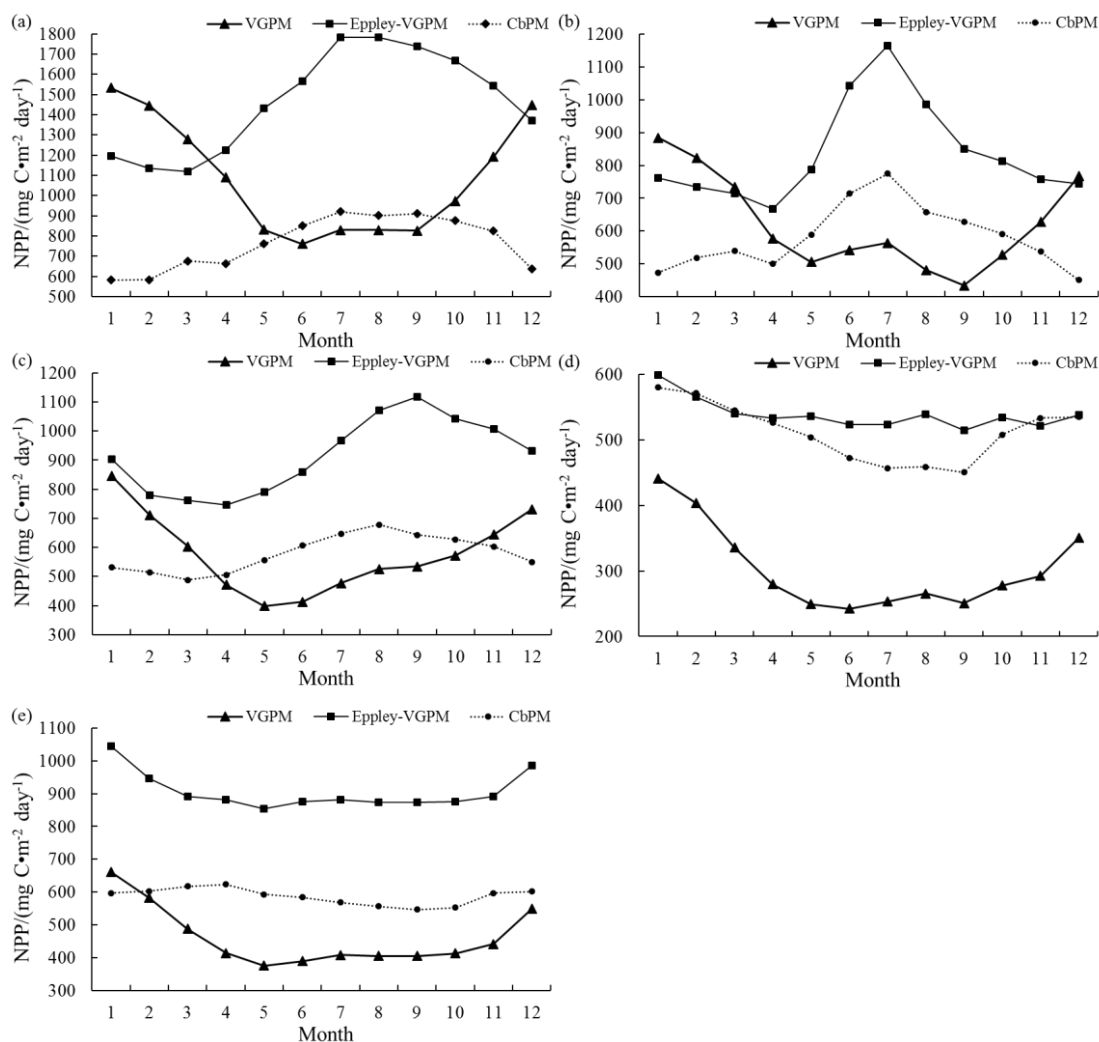 (a)
VGPM Eppley-VGPM CbPM
1800
1700
1600
1500
1400
1300
1200
1100
1000
900
800
700
600
500
NPP/(mg C•m⁻² day⁻¹)
1 2 3 4 5 6 7 8 9 10 11 12
Month
(b)
VGPM Eppley-VGPM CbPM
1200
1100
1000
900
800
700
600
500
400
NPP/(mg C•m⁻² day⁻¹)
1 2 3 4 5 6 7 8 9 10 11 12
Month
(c)
VGPM Eppley-VGPM CbPM
1200
1100
1000
900
800
700
600
500
400
300
NPP/(mg C•m⁻² day⁻¹)
1 2 3 4 5 6 7 8 9 10 11 12
Month
(d)
VGPM Eppley-VGPM CbPM
600
500
400
300
200
NPP/(mg C•m⁻² day⁻¹)
1 2 3 4 5 6 7 8 9 10 11 12
Month
(e)
VGPM Eppley-VGPM CbPM
1100
1000
900
800
700
600
500
400
300
NPP/(mg C•m⁻² day⁻¹)
1 2 3 4 5 6 7 8 9 10 11 12
Month